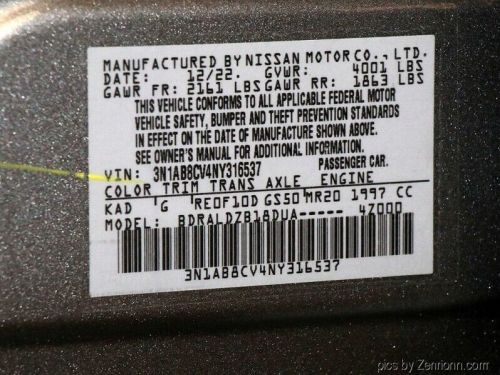 MANUFACTURED BY NISSAN MOTOR CO., LTD.
DATE: 12/22. GVWR: 4001 LBS
GAWR FR: 2161 LBS GAWR RR: 1863 LBS
THIS VEHICLE CONFORMS TO ALL APPLICABLE FEDERAL MOTOR
VEHICLE SAFETY, BUMPER AND THEFT PREVENTION STANDARDS
IN EFFECT ON THE DATE OF MANUFACTURE SHOWN ABOVE.
SEE OWNER'S MANUAL FOR ADDITIONAL INFORMATION.
VIN: 3N1AB8CV4NY316537 PASSENGER CAR.
COLOR TRIM TRANS AXLE ENGINE
KAD G RE0F10D GS50 MR20 1997 CC
BDRALDZB18DUA----- 4Z000
3N1AB8CV4NY316537
pics by Zenrionn.com